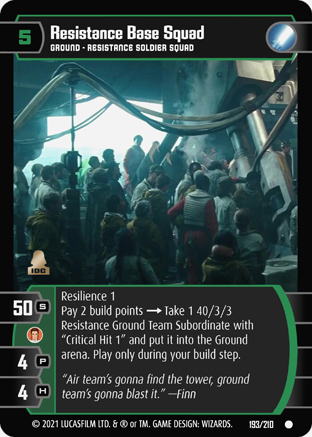 5
Resistance Base Squad
GROUND - RESISTANCE SOLDIER SQUAD
IDC
50 S
4 P
4 H
Resilience 1
Pay 2 build points → Take 1 40/3/3
Resistance Ground Team Subordinate with
“Critical Hit 1” and put it into the Ground
arena. Play only during your build step.
“Air team’s gonna find the tower, ground
team’s gonna blast it.” —Finn
© 2021 LUCASFILM LTD. & ® or TM. GAME DESIGN: WIZARDS.
193/210